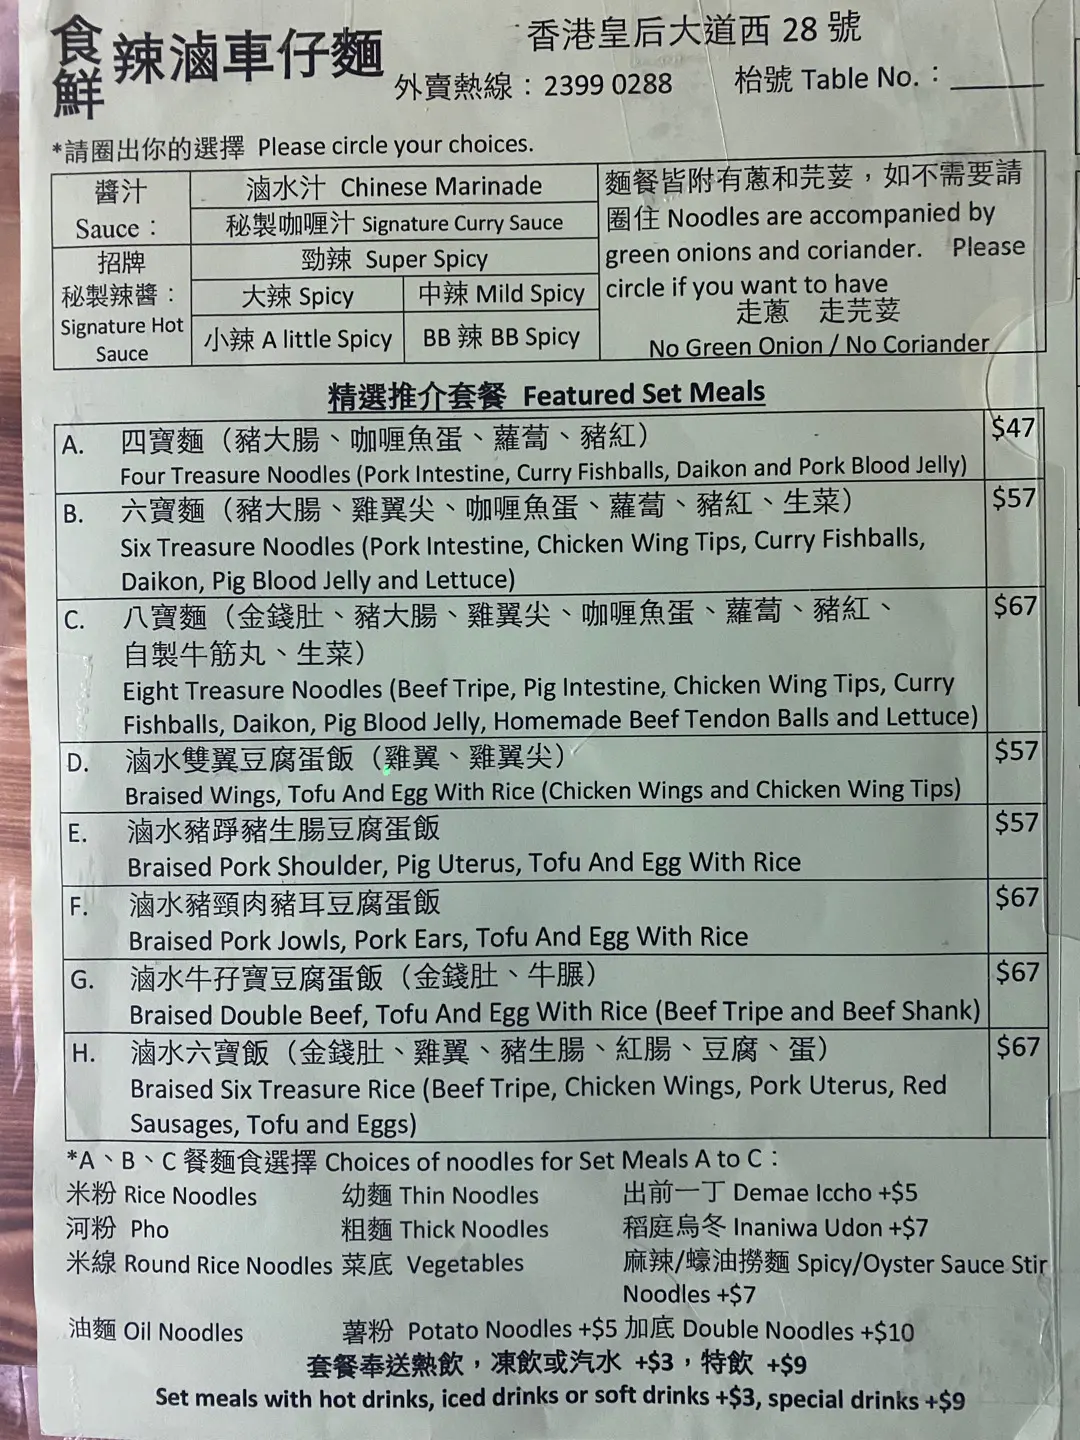 食鮮 辣滷車仔麵
香港皇后大道西 28 號
外賣熱線：2399 0288 枱號 Table No.：
*請圈出你的選擇 Please circle your choices.
醬汁
Sauce：
滷水汁 Chinese Marinade
秘製咖喱汁 Signature Curry Sauce
招牌
秘製辣醬：
Signature Hot
Sauce
勁辣 Super Spicy
大辣 Spicy
中辣 Mild Spicy
小辣 A little Spicy
BB 辣 BB Spicy
麵餐皆附有蔥和芫荽，如不需要請
圈住 Noodles are accompanied by
green onions and coriander. Please
circle if you want to have
走蔥 走芫荽
No Green Onion / No Coriander
精選推介套餐 Featured Set Meals
A. 四寶麵（豬大腸、咖喱魚蛋、蘿蔔、豬紅） $47
Four Treasure Noodles (Pork Intestine, Curry Fishballs, Daikon and Pork Blood Jelly)
B. 六寶麵（豬大腸、雞翼尖、咖喱魚蛋、蘿蔔、豬紅、生菜） $57
Six Treasure Noodles (Pork Intestine, Chicken Wing Tips, Curry Fishballs,
Daikon, Pig Blood Jelly and Lettuce)
C. 八寶麵（金錢肚、豬大腸、雞翼尖、咖喱魚蛋、蘿蔔、豬紅、 $67
自製牛筋丸、生菜）
Eight Treasure Noodles (Beef Tripe, Pig Intestine, Chicken Wing Tips, Curry
Fishballs, Daikon, Pig Blood Jelly, Homemade Beef Tendon Balls and Lettuce)
D. 滷水雙翼豆腐蛋飯（雞翼、雞翼尖） $57
Braised Wings, Tofu And Egg With Rice (Chicken Wings and Chicken Wing Tips)
E. 滷水豬踭豬生腸豆腐蛋飯 $57
Braised Pork Shoulder, Pig Uterus, Tofu And Egg With Rice
F. 滷水豬頸肉豬耳豆腐蛋飯 $67
Braised Pork Jowls, Pork Ears, Tofu And Egg With Rice
G. 滷水牛孖寶豆腐蛋飯（金錢肚、牛𦟌） $67
Braised Double Beef, Tofu And Egg With Rice (Beef Tripe and Beef Shank)
H. 滷水六寶飯（金錢肚、雞翼、豬生腸、紅腸、豆腐、蛋） $67
Braised Six Treasure Rice (Beef Tripe, Chicken Wings, Pork Uterus, Red
Sausages, Tofu and Eggs)
*A、B、C 餐麵食選擇 Choices of noodles for Set Meals A to C：
米粉 Rice Noodles 幼麵 Thin Noodles 出前一丁 Demae Iccho +$5
河粉 Pho 粗麵 Thick Noodles 稻庭烏冬 Inaniwa Udon +$7
米線 Round Rice Noodles 菜底 Vegetables 麻辣/蠔油撈麵 Spicy/Oyster Sauce Stir
Noodles +$7
油麵 Oil Noodles 薯粉 Potato Noodles +$5 加底 Double Noodles +$10
套餐奉送熱飲，凍飲或汽水 +$3，特飲 +$9
Set meals with hot drinks, iced drinks or soft drinks +$3, special drinks +$9